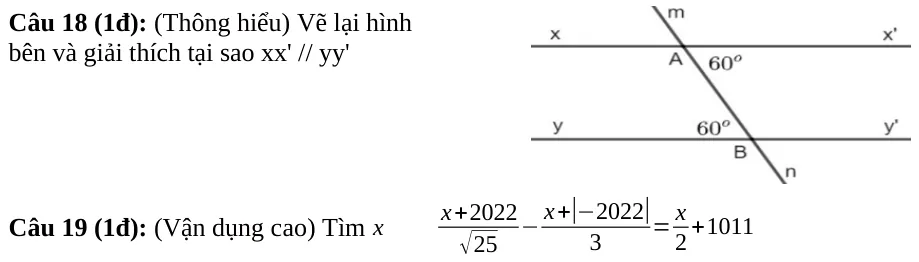 Câu 18 (1đ): (Thông hiểu) Vẽ lại hình
bên và giải thích tại sao xx' // yy'
m
x x'
A 60°
60°
y y'
B
n
Câu 19 (1đ): (Vận dụng cao) Tìm x (x+2022)/√25 − (x+|−2022|)/3 = x/2 + 1011